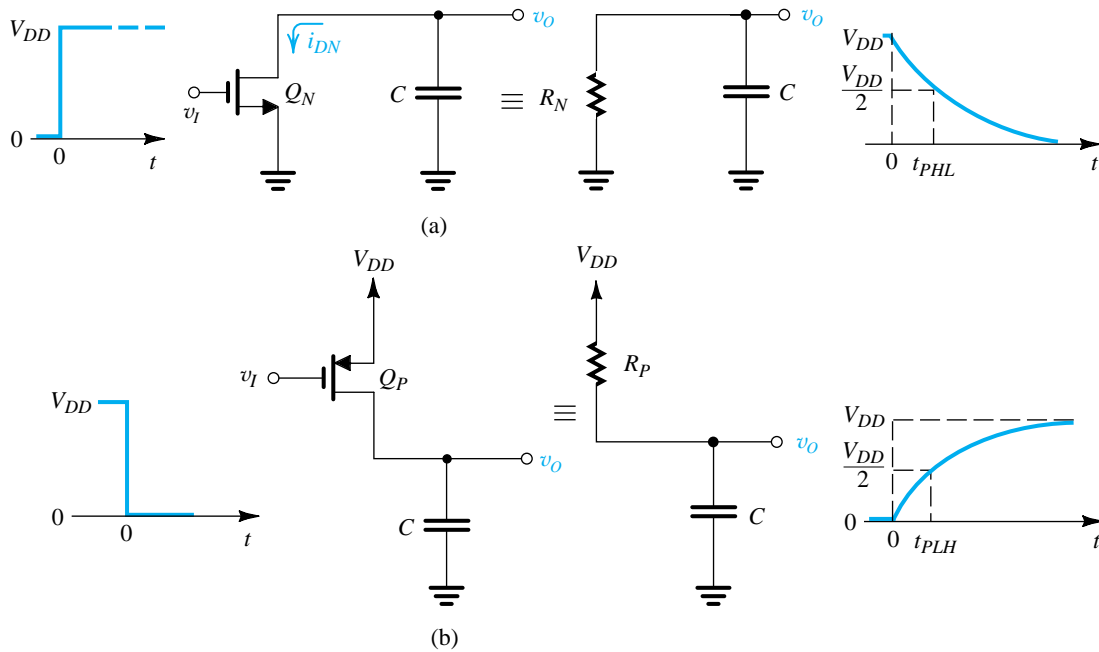 V_DD
0
0
t
v_I
Q_N
i_DN
C
v_O
≡
R_N
C
v_O
V_DD
V_DD
2
0
t_PHL
t
(a)
V_DD
0
0
t
V_DD
v_I
Q_P
C
v_O
≡
V_DD
R_P
C
v_O
V_DD
V_DD
2
0
0
t_PLH
t
(b)